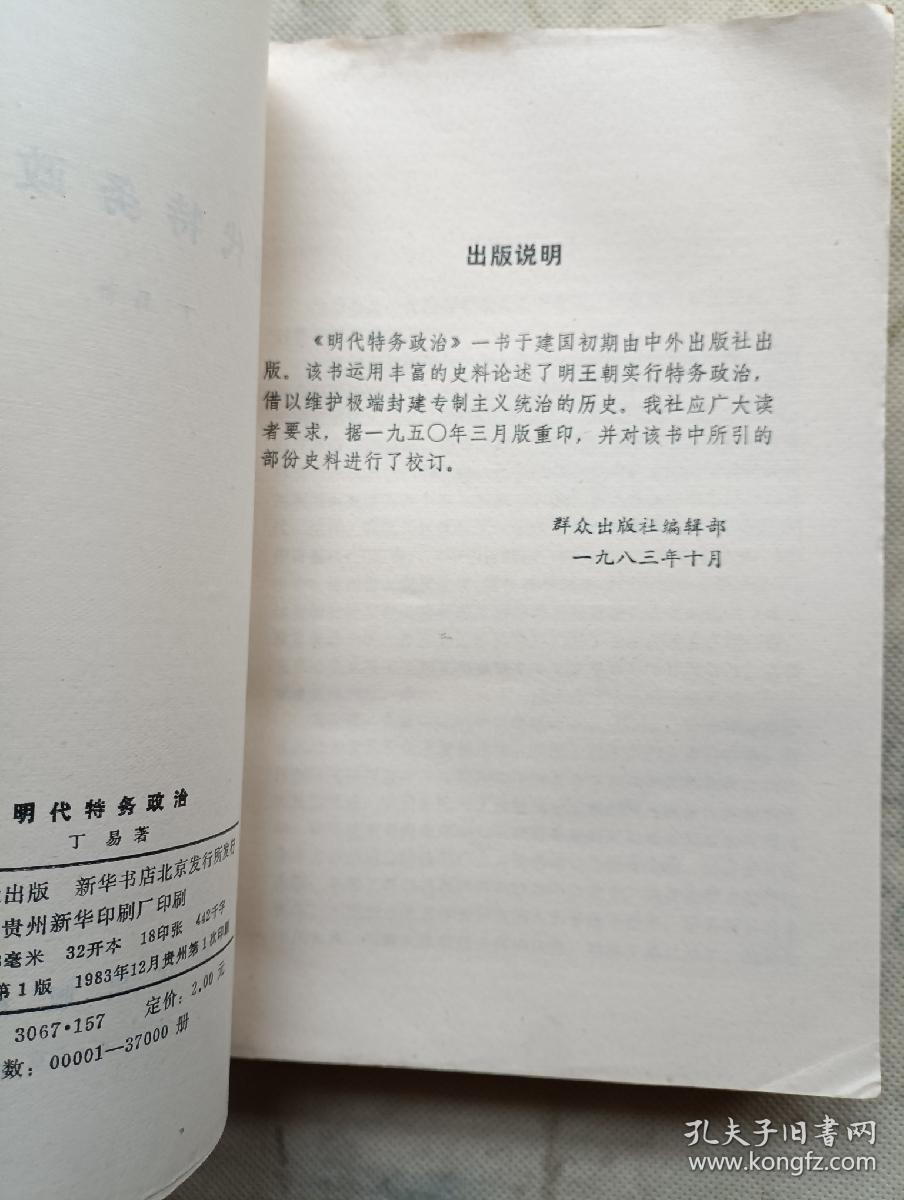 明代特务政治
丁易著
出版 新华书店北京发行所发行
贵州新华印刷厂印刷
毫米 32开本 18印张 442千字
第1版 1983年12月贵州第1次印刷
3067·157 定价:2.00元
数:00001—37000册
出版说明
《明代特务政治》一书于建国初期由中外出版社出
版。该书运用丰富的史料论述了明王朝实行特务政治,
借以维护极端封建专制主义统治的历史。我社应广大读
者要求,据一九五〇年三月版重印,并对该书中所引的
部份史料进行了校订。
群众出版社编辑部
一九八三年十月
孔夫子旧书网
www.kongfz.com